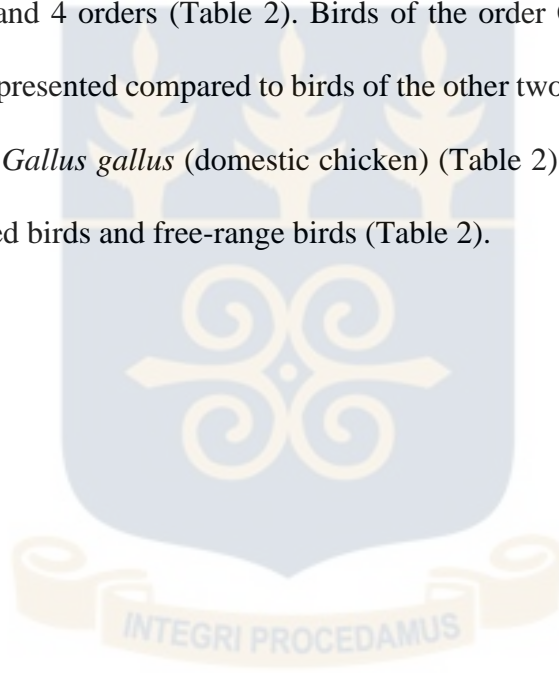 and 4 orders (Table 2). Birds of the order
presented compared to birds of the other two
Gallus gallus (domestic chicken) (Table 2)
ed birds and free-range birds (Table 2).
INTEGRI PROCEDAMUS